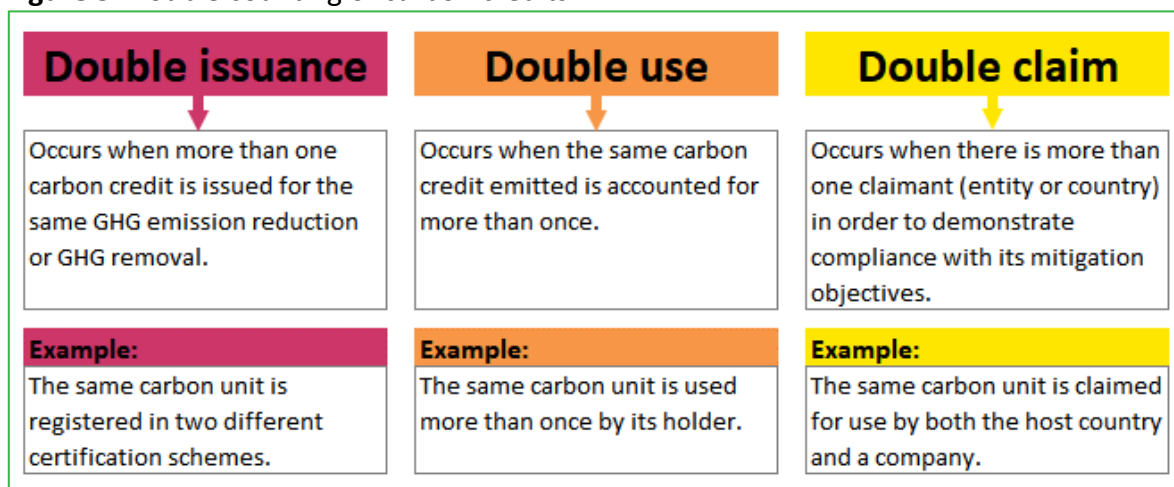 Double issuance
Occurs when more than one
carbon credit is issued for the
same GHG emission reduction
or GHG removal.
Example:
The same carbon unit is
registered in two different
certification schemes.
Double use
Occurs when the same carbon
credit emitted is accounted for
more than once.
Example:
The same carbon unit is used
more than once by its holder.
Double claim
Occurs when there is more than
one claimant (entity or country)
in order to demonstrate
compliance with its mitigation
objectives.
Example:
The same carbon unit is claimed
for use by both the host country
and a company.